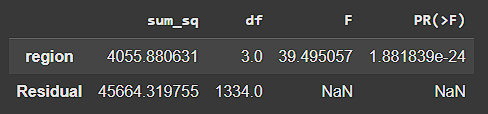 sum_sq df F PR(>F)
region 4055.880631 3.0 39.495057 1.881839e-24
Residual 45664.319755 1334.0 NaN NaN